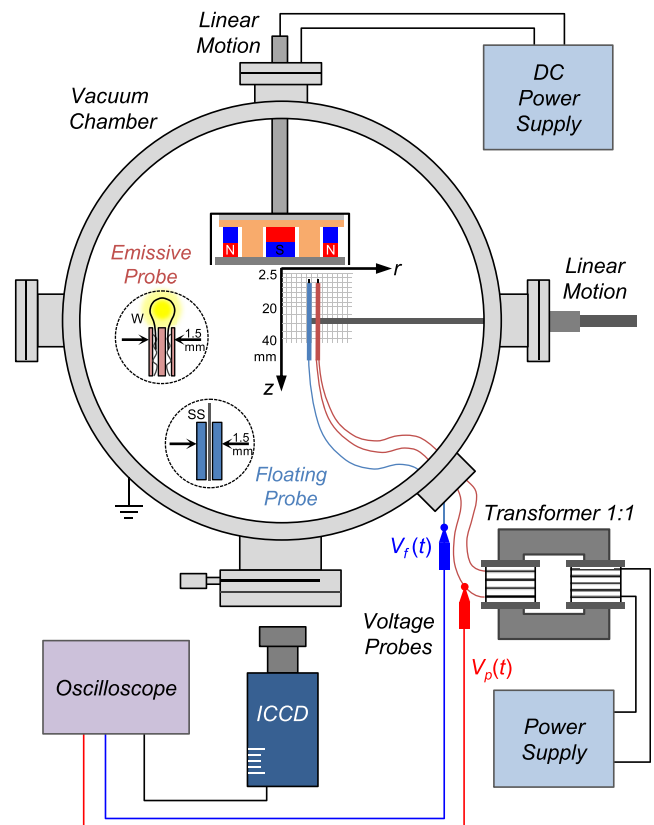 Linear
Motion
DC
Power
Supply
Vacuum
Chamber
N
S
N
Emissive
Probe
2.5
r
Linear
Motion
W
1.5
mm
20
40
mm
z
SS
1.5
mm
Floating
Probe
Transformer 1:1
Vf (t)
Voltage
Probes
Vp(t)
Oscilloscope
ICCD
Power
Supply